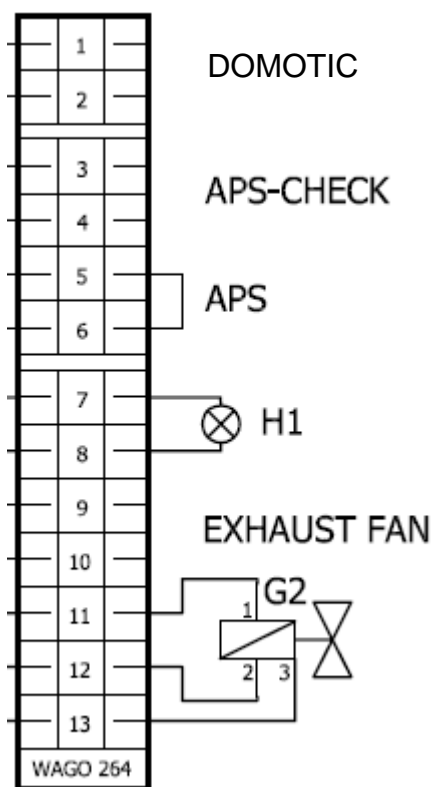 1
DOMOTIC
2
3
APS-CHECK
4
5
APS
6
7
H1
8
9
EXHAUST FAN
10
G2
11
1
12
2 3
13
WAGO 264